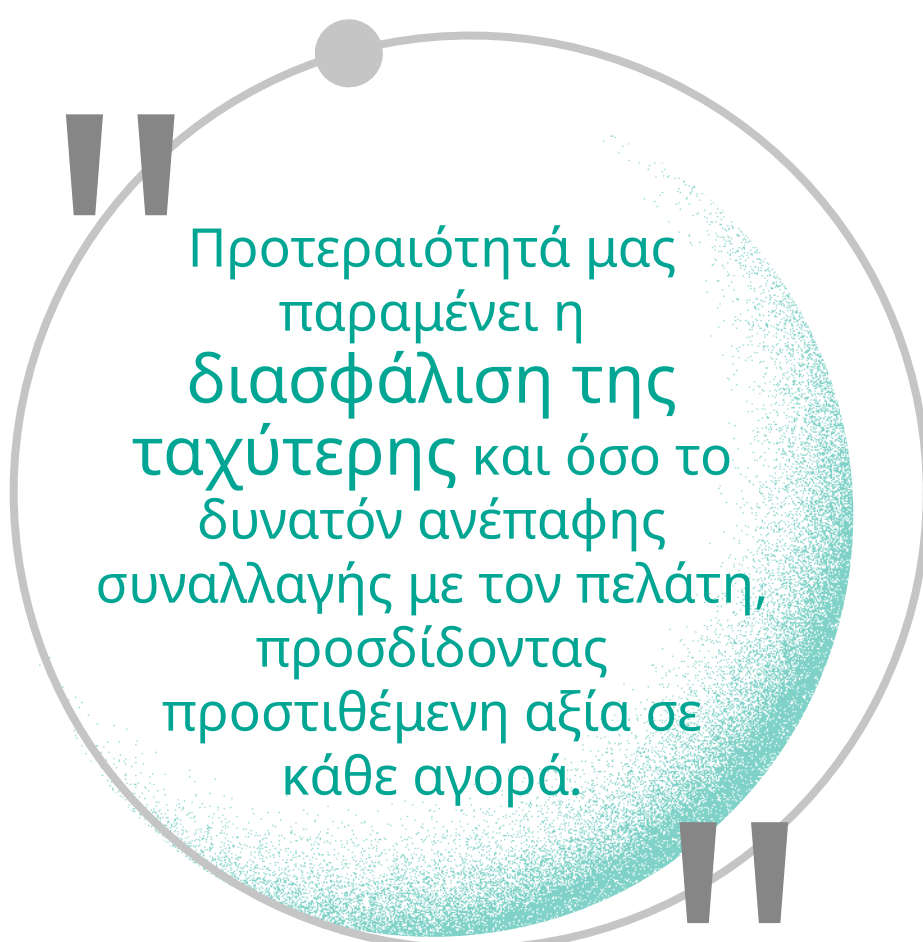 "
Προτεραιότητά μας
παραμένει η
διασφάλιση της
ταχύτερης και όσο το
δυνατόν ανέπαφης
συναλλαγής με τον πελάτη,
προσδίδοντας
προστιθέμενη αξία σε
κάθε αγορά.
"